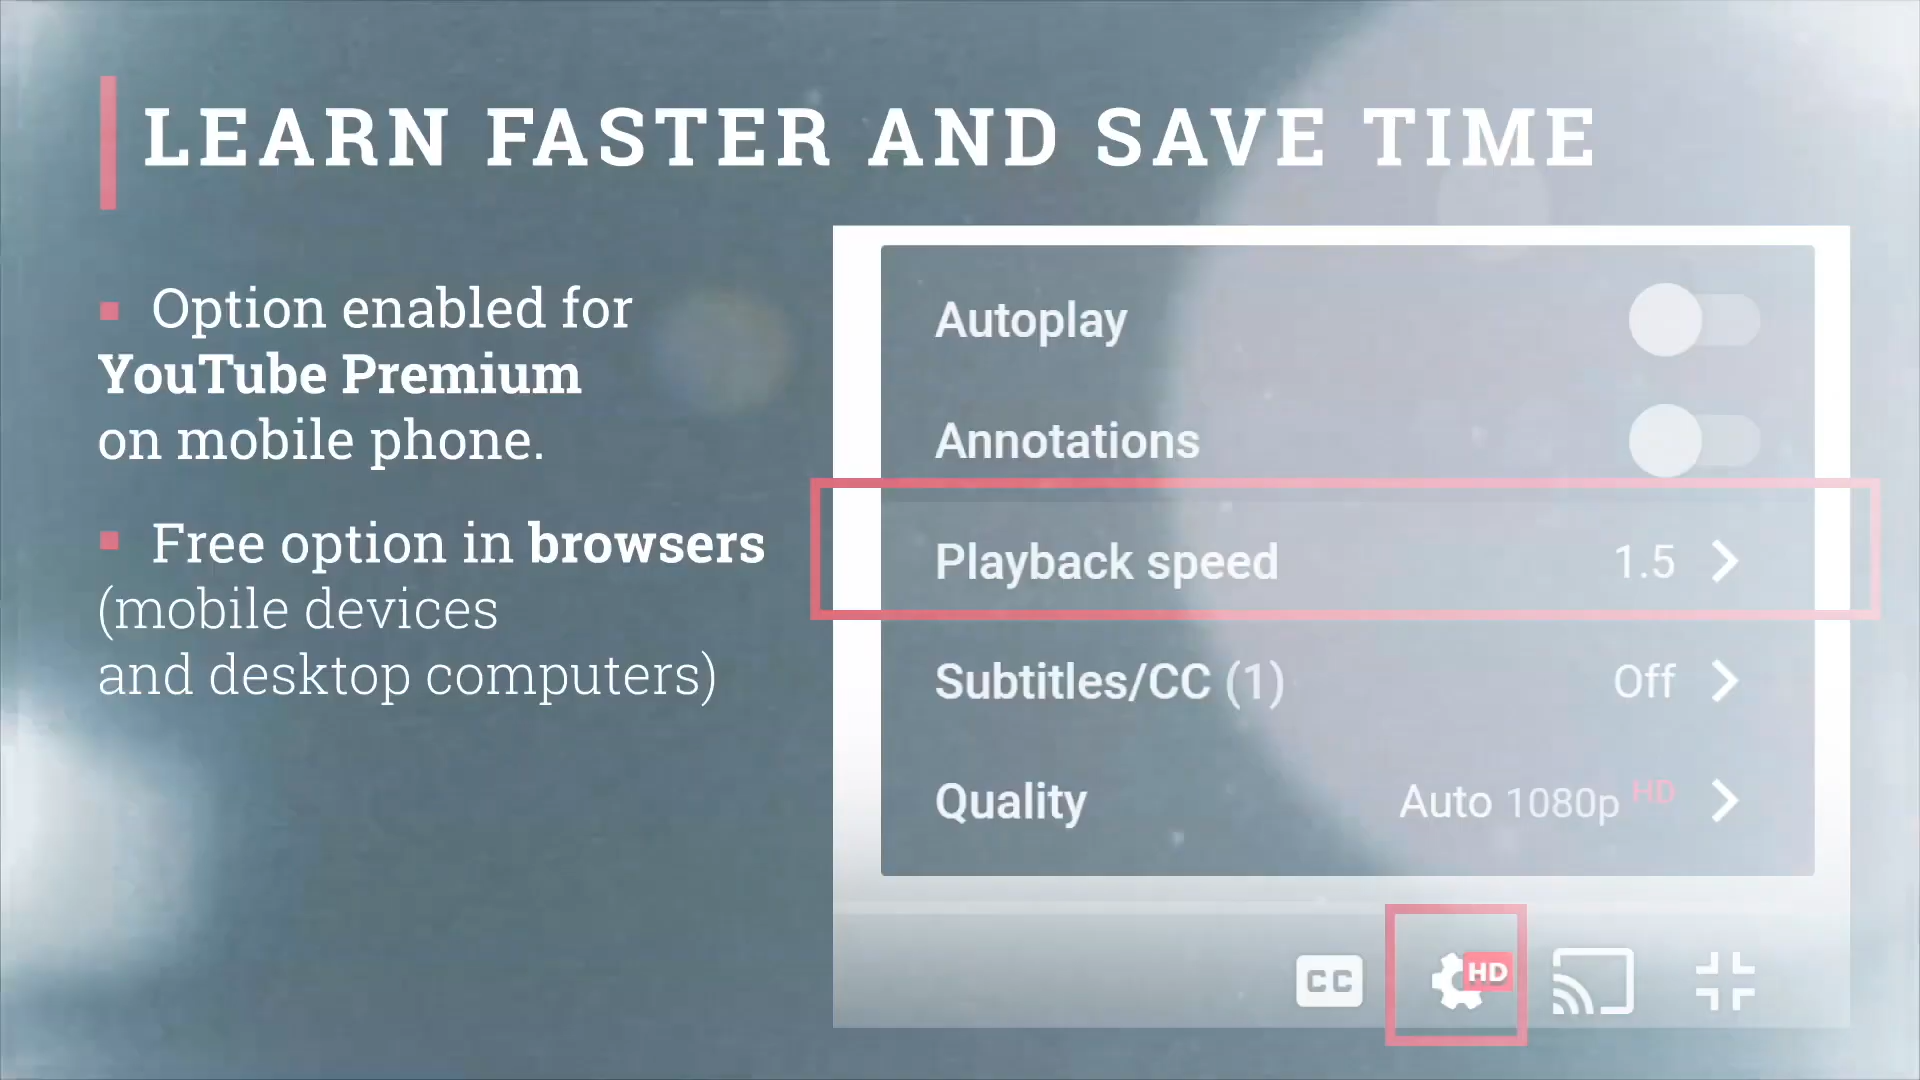 LEARN FASTER AND SAVE TIME
Option enabled for
YouTube Premium
on mobile phone.
Free option in browsers
(mobile devices
and desktop computers)
Autoplay
Annotations
Playback speed 1.5
Subtitles/CC (1) Off
Quality Auto 1080p HD
CC HD